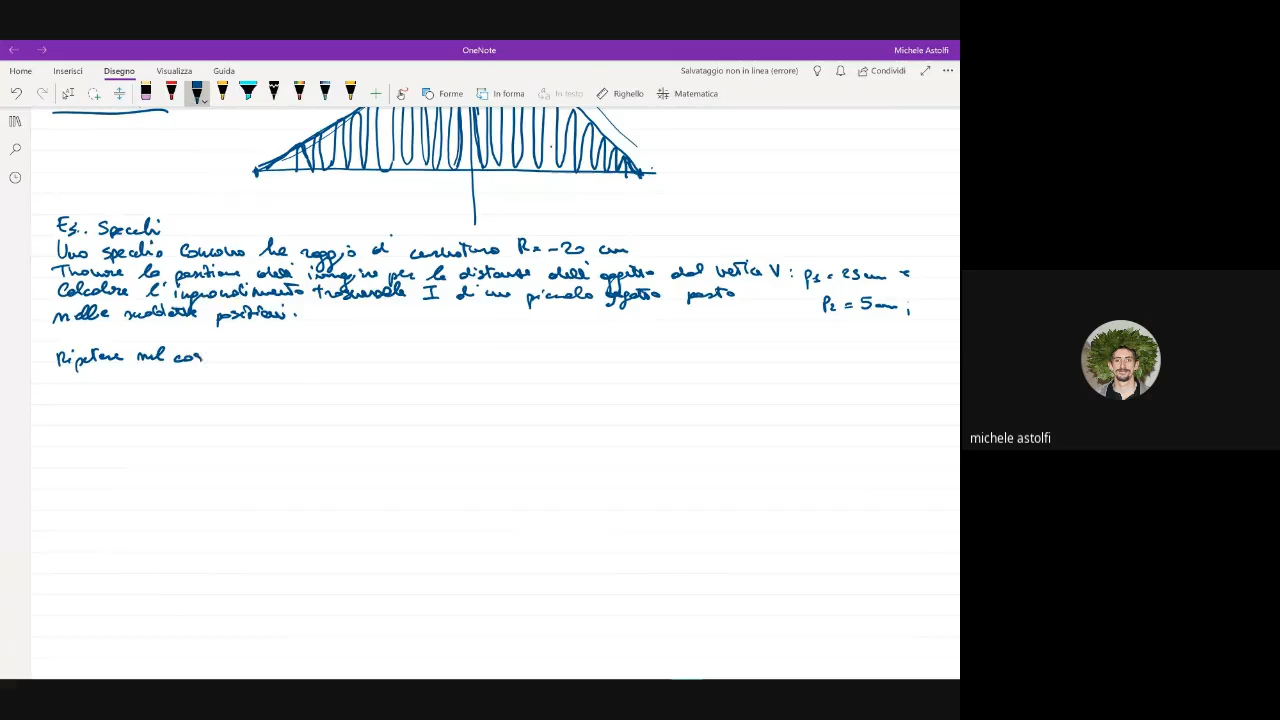 OneNote
Michele Astolfi
Home Inserisci Disegno Visualizza Guida
Salvataggio non in linea (errore) Condividi
Forme In forma In testo Righello Matematica
Es. Specchi
Uno specchio concavo ha raggio di curvatura R = -20 cm
Trovare la posizione dell'immagine per le distanze dell'oggetto dal vertice V : p1 = 25 cm e
p2 = 5 cm ;
Calcolare l'ingrandimento trasversale I di un piccolo oggetto posto
nelle suddette posizioni.
Ripetere nel cas
michele astolfi